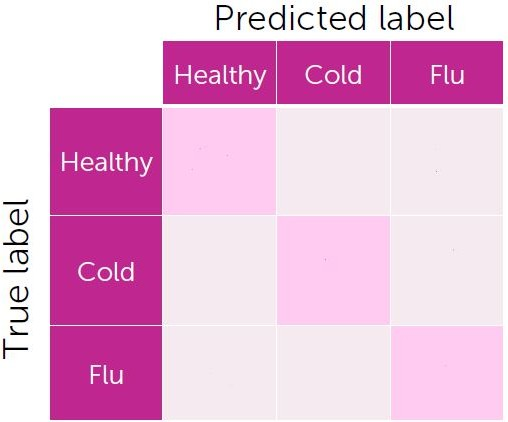 Predicted label
Healthy Cold Flu
True label
Healthy
Cold
Flu